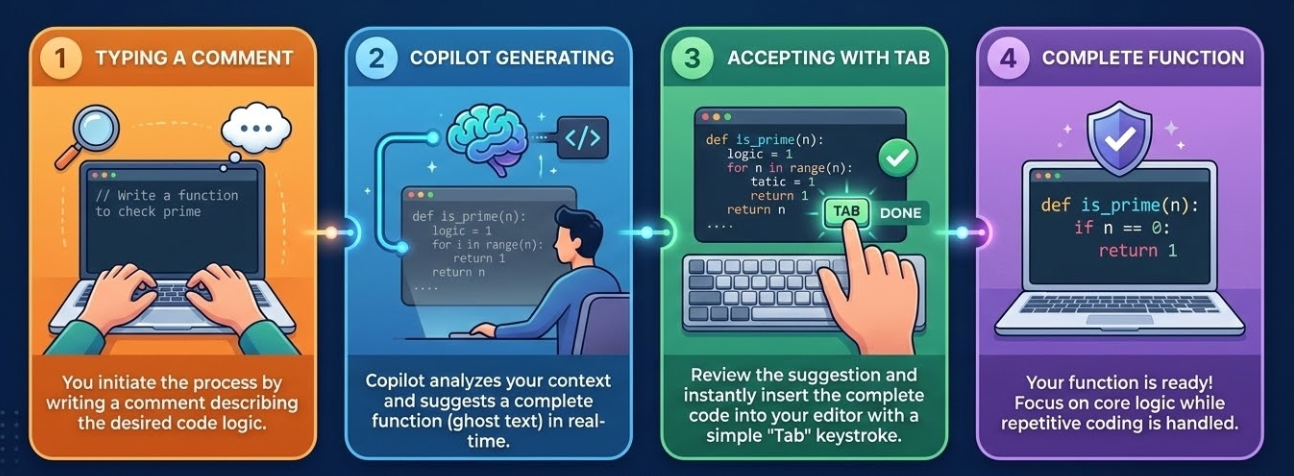 1 TYPING A COMMENT
// Write a function
to check prime
You initiate the process by
writing a comment describing
the desired code logic.
2 COPILOT GENERATING
</>
def is_prime(n):
logic = 1
for i in range(n):
return 1
return n
....
Copilot analyzes your context
and suggests a complete
function (ghost text) in real-
time.
3 ACCEPTING WITH TAB
def is_prime(n):
logic = 1
for n in range(n):
tatic = 1
return 1
return n
....
TAB DONE
Review the suggestion and
instantly insert the complete
code into your editor with a
simple "Tab" keystroke.
4 COMPLETE FUNCTION
def is_prime(n):
if n == 0:
return 1
Your function is ready!
Focus on core logic while
repetitive coding is handled.